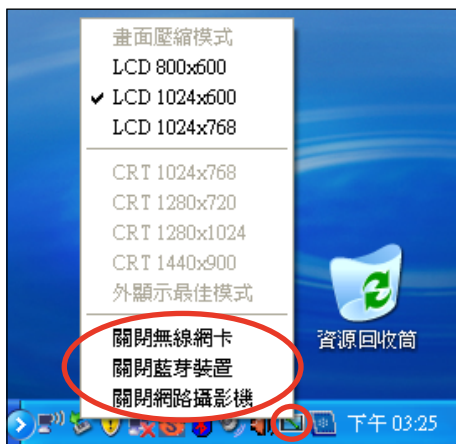 畫面壓縮模式
LCD 800x600
LCD 1024x600
LCD 1024x768
CRT 1024x768
CRT 1280x720
CRT 1280x1024
CRT 1440x900
外顯示最佳模式
關閉無線網卡
關閉藍芽裝置
關閉網路攝影機
資源回收筒
下午 03:25